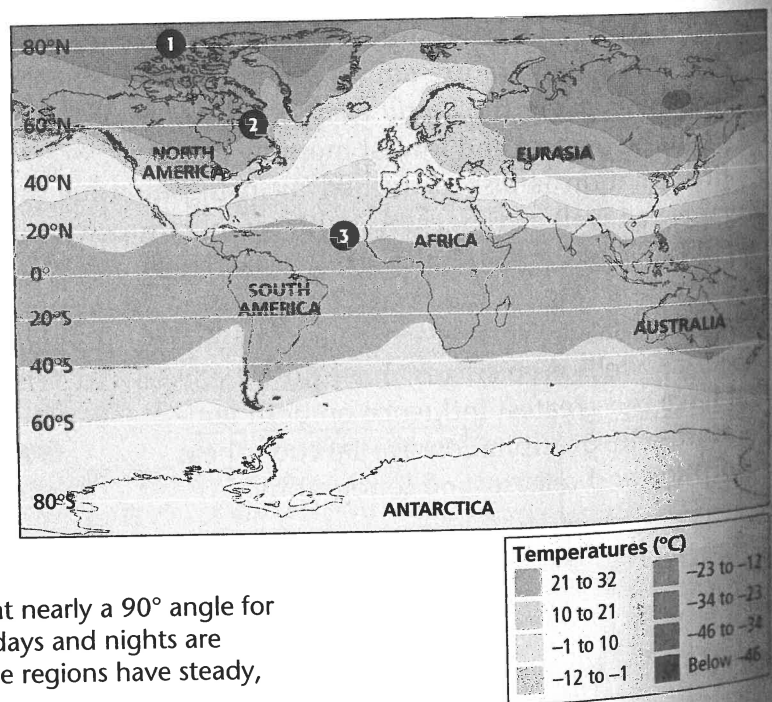 80°N
1
60°N
2
NORTH
AMERICA
EURASIA
40°N
20°N
3
AFRICA
0°
SOUTH
AMERICA
20°S
AUSTRALIA
40°S
60°S
80°S
ANTARCTICA
at nearly a 90° angle for
days and nights are
e regions have steady,
Temperatures (°C)
21 to 32
10 to 21
–1 to 10
–12 to –1
–23 to –12
–34 to –23
–46 to –34
Below –46